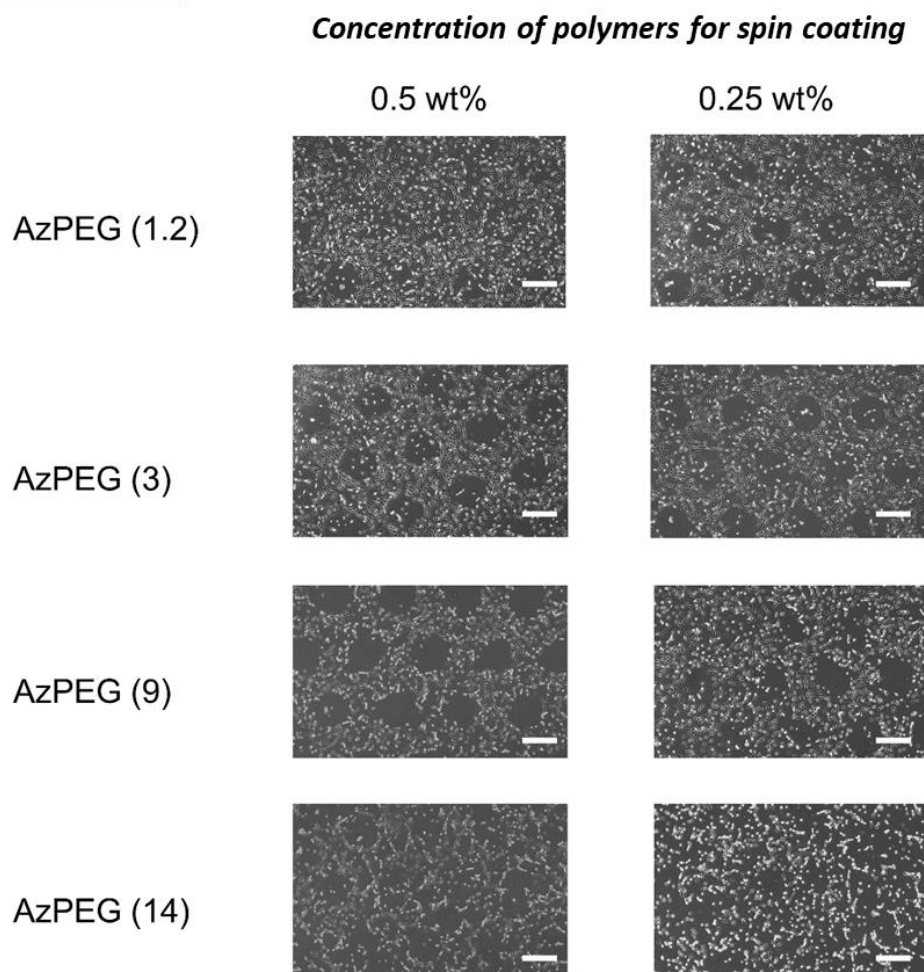 Concentration of polymers for spin coating
0.5 wt%
0.25 wt%
AzPEG (1.2)
AzPEG (3)
AzPEG (9)
AzPEG (14)